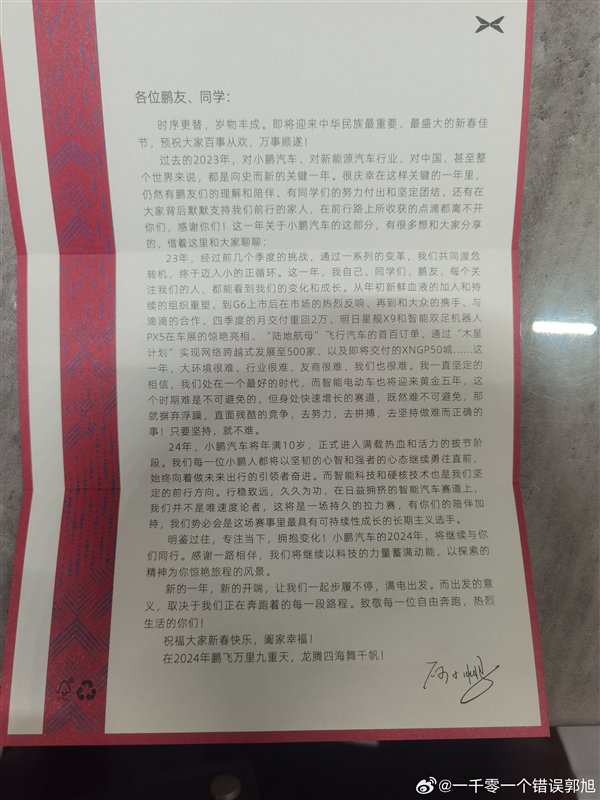 各位鹏友、同学：
时序更替，岁物丰成。即将迎来中华民族最重要、最盛大的新春佳
节，预祝大家百事从欢，万事顺遂！
过去的2023年，对小鹏汽车、对新能源汽车行业、对中国、甚至整
个世界来说，都是向史而新的关键一年。很庆幸在这样关键的一年里，
仍然有鹏友们的理解和陪伴、有同学们的努力付出和坚定团结、还有在
大家背后默默支持我们前行的家人，在前行路上所收获的点滴都离不开
你们，感谢你们！这一年关于小鹏汽车的这部分，有很多想和大家分享
的，借着这里和大家聊聊：
23年，经过前几个季度的挑战，通过一系列的变革，我们共同渡危
转机，终于迈入小的正循环。这一年，我自己、同学们、鹏友、每个关
注我们的人，都能看到我们的变化和成长。从年初新鲜血液的加入和持
续的组织重塑、到G6上市后在市场的热烈反响、再到和大众的携手、与
滴滴的合作、四季度的月交付重回2万、明日星舰X9和智能双足机器人
PX5在车展的惊艳亮相、“陆地航母”飞行汽车的首百订单、通过“木星
计划”实现网络跨越式发展至500家、以及即将交付的XNGP50城……这
一年，大环境很难、行业很难、友商很难、我们也很难。我一直坚定的
相信，我们处在一个最好的时代，而智能电动车也将迎来黄金五年，这
个时期难是不可避免的，但身处快速增长的赛道，既然难不可避免，那
就摒弃浮躁，直面残酷的竞争，去努力，去拼搏，去坚持做难而正确的
事！只要坚持，就不难。
24年，小鹏汽车将年满10岁，正式进入满载热血和活力的拔节阶
段。我们每一位小鹏人都将以坚韧的心智和强者的心态继续勇往直前，
始终向着做未来出行的引领者奋进。而智能科技和硬核技术也是我们坚
定的前行方向。行稳致远，久久为功，在日益拥挤的智能汽车赛道上，
我们并不是唯速度论者，这将是一场持久的拉力赛，有你们的陪伴加
持，我们势必会是这场赛事里最具有可持续性成长的长期主义选手。
明鉴过往，专注当下，拥抱变化！小鹏汽车的2024年，将继续与你
们同行。感谢一路相伴，我们将继续以科技的力量蓄满动能，以探索的
精神为你惊艳旅程的风景。
新的一年，新的开端，让我们一起步履不停，满电出发。而出发的意
义，取决于我们正在奔跑着的每一段路程。致敬每一位自由奔跑，热烈
生活的你们！
祝福大家新春快乐，阖家幸福！
在2024年鹏飞万里九重天，龙腾四海舞千帆！
@一千零一个错误郭旭